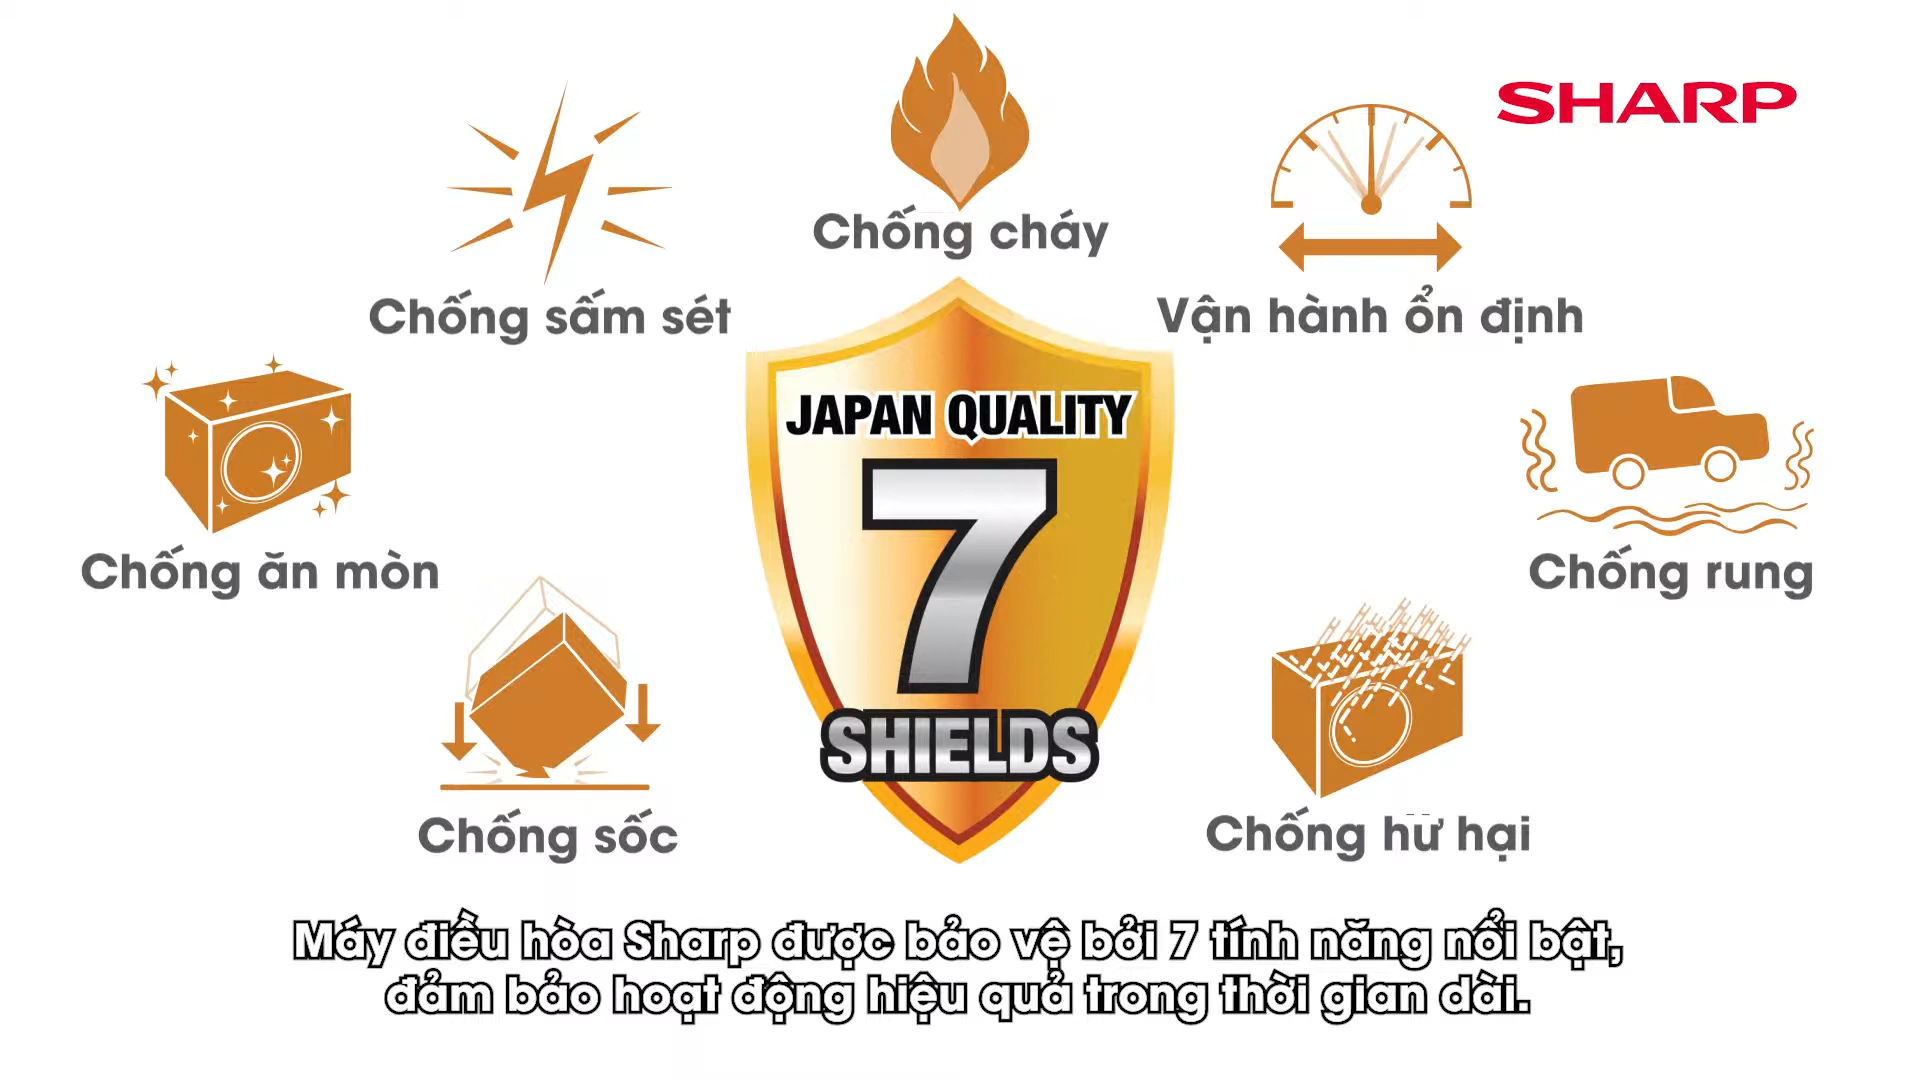 SHARP
Chống cháy
Chống sấm sét
Vận hành ổn định
JAPAN QUALITY
7
SHIELDS
Chống ăn mòn
Chống rung
Chống sốc
Chống hư hại
Máy điều hòa Sharp được bảo vệ bởi 7 tính năng nổi bật,
đảm bảo hoạt động hiệu quả trong thời gian dài.